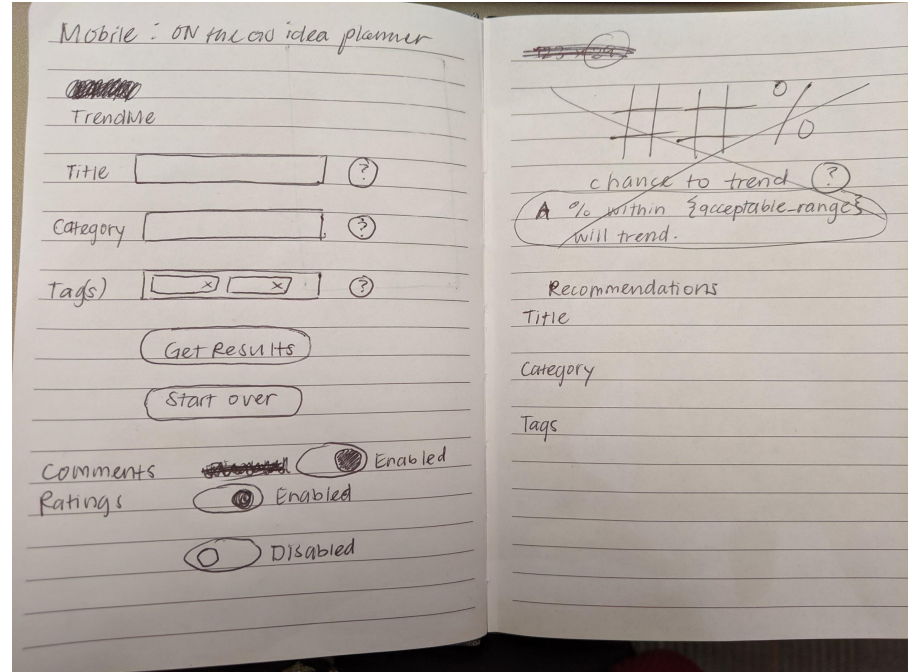 Mobile : ON the GO idea planner
TrendMe
Title ?
Category ?
Tag(s) x x ?
Get Results
Start over
Comments Enabled
Ratings Enabled
Disabled
## ## %
chance to trend ?
A % within {acceptable_range}
will trend.
Recommendations
Title
Category
Tags